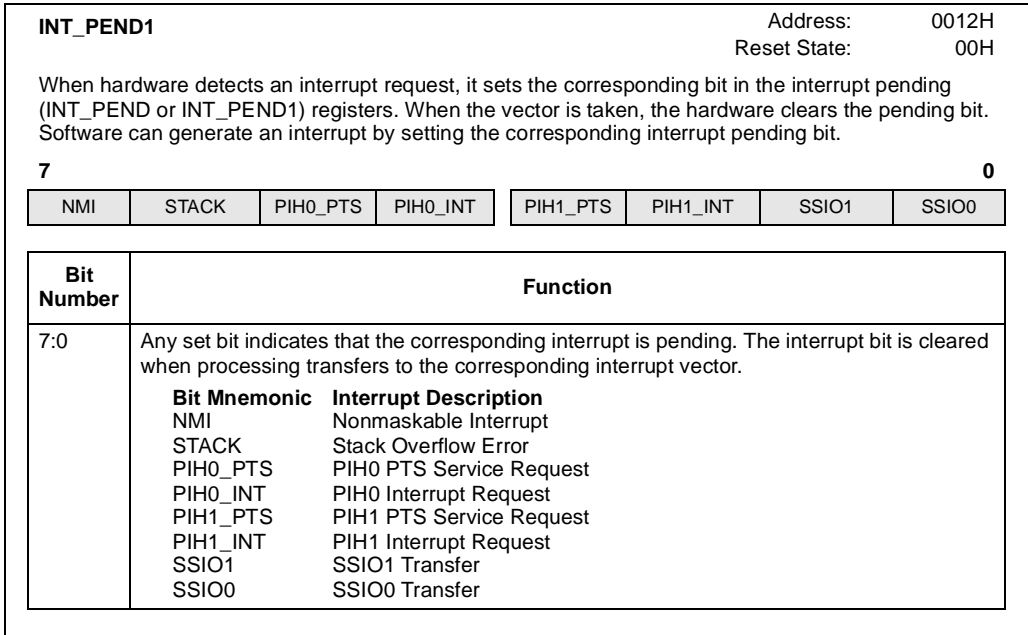 INT_PEND1
Address: 0012H
Reset State: 00H
When hardware detects an interrupt request, it sets the corresponding bit in the interrupt pending
(INT_PEND or INT_PEND1) registers. When the vector is taken, the hardware clears the pending bit.
Software can generate an interrupt by setting the corresponding interrupt pending bit.
7 0
NMI STACK PIH0_PTS PIH0_INT PIH1_PTS PIH1_INT SSIO1 SSIO0
Bit
Number
Function
7:0
Any set bit indicates that the corresponding interrupt is pending. The interrupt bit is cleared
when processing transfers to the corresponding interrupt vector.
Bit Mnemonic Interrupt Description
NMI Nonmaskable Interrupt
STACK Stack Overflow Error
PIH0_PTS PIH0 PTS Service Request
PIH0_INT PIH0 Interrupt Request
PIH1_PTS PIH1 PTS Service Request
PIH1_INT PIH1 Interrupt Request
SSIO1 SSIO1 Transfer
SSIO0 SSIO0 Transfer